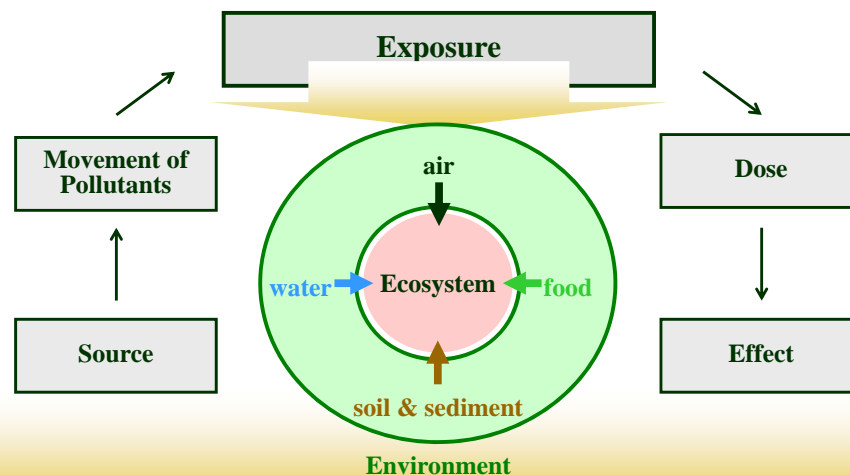 Exposure
Movement of
Pollutants
Dose
air
water
Ecosystem
food
Source
Effect
soil & sediment
Environment